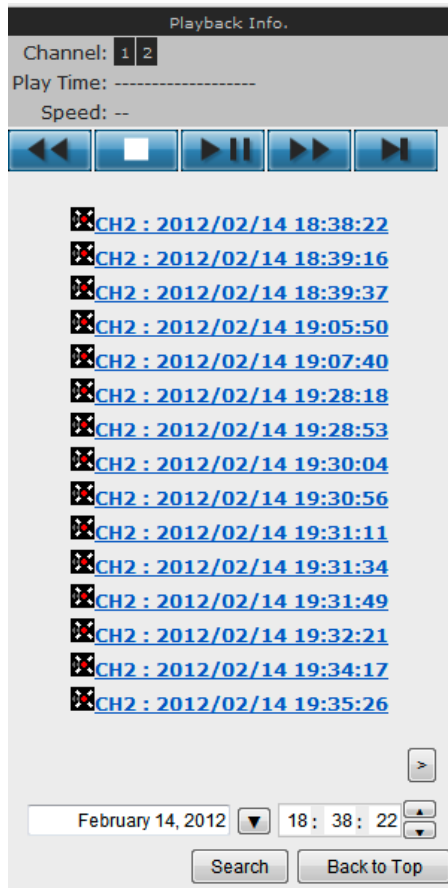 Playback Info.
Channel: 1 2
Play Time: -------------------
Speed: --
CH2 : 2012/02/14 18:38:22
CH2 : 2012/02/14 18:39:16
CH2 : 2012/02/14 18:39:37
CH2 : 2012/02/14 19:05:50
CH2 : 2012/02/14 19:07:40
CH2 : 2012/02/14 19:28:18
CH2 : 2012/02/14 19:28:53
CH2 : 2012/02/14 19:30:04
CH2 : 2012/02/14 19:30:56
CH2 : 2012/02/14 19:31:11
CH2 : 2012/02/14 19:31:34
CH2 : 2012/02/14 19:31:49
CH2 : 2012/02/14 19:32:21
CH2 : 2012/02/14 19:34:17
CH2 : 2012/02/14 19:35:26
>
February 14, 2012 18 : 38 : 22
Search Back to Top